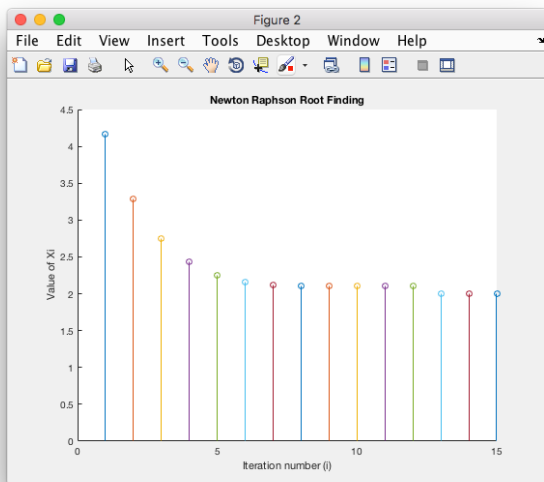 Figure 2
File Edit View Insert Tools Desktop Window Help
Newton Raphson Root Finding
4.5
4
3.5
3
2.5
2
1.5
1
0.5
0
Value of Xi
0 5 10 15
Iteration number (i)